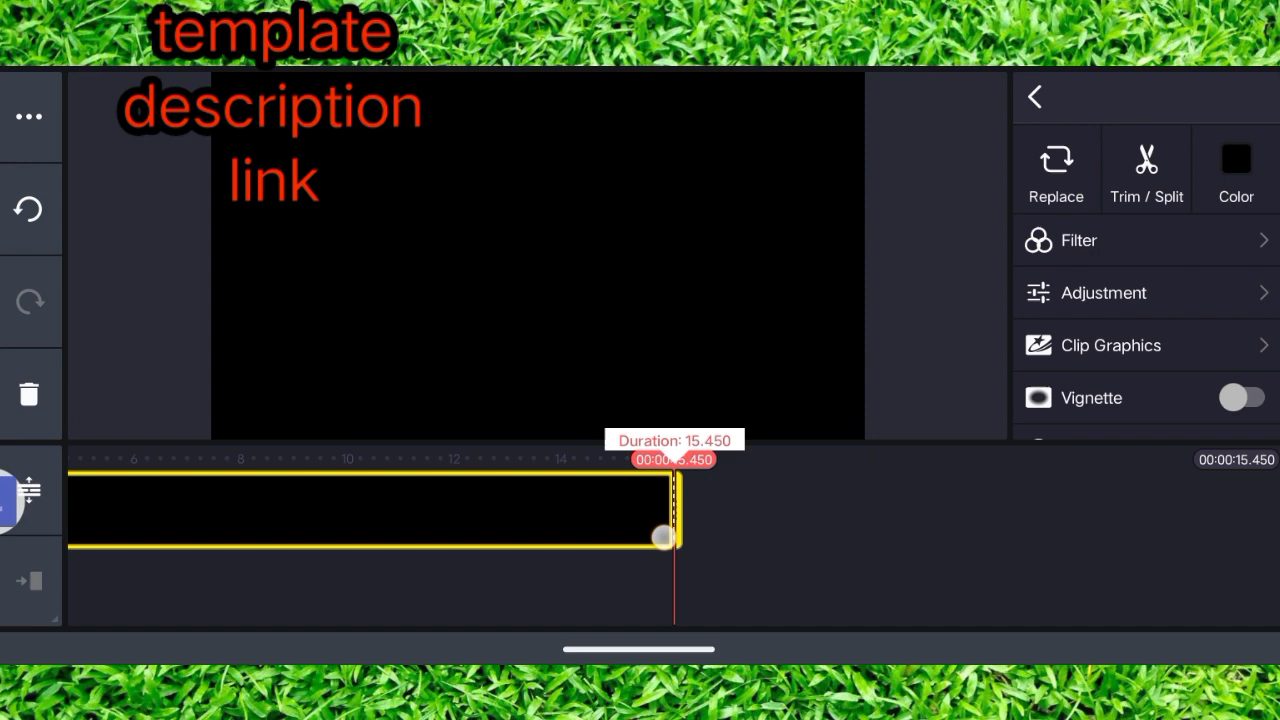 template
description
link
Replace
Trim / Split
Color
Filter
Adjustment
Clip Graphics
Vignette
Duration: 15.450
6
8
10
12
14
00:00:15.450
00:00:15.450